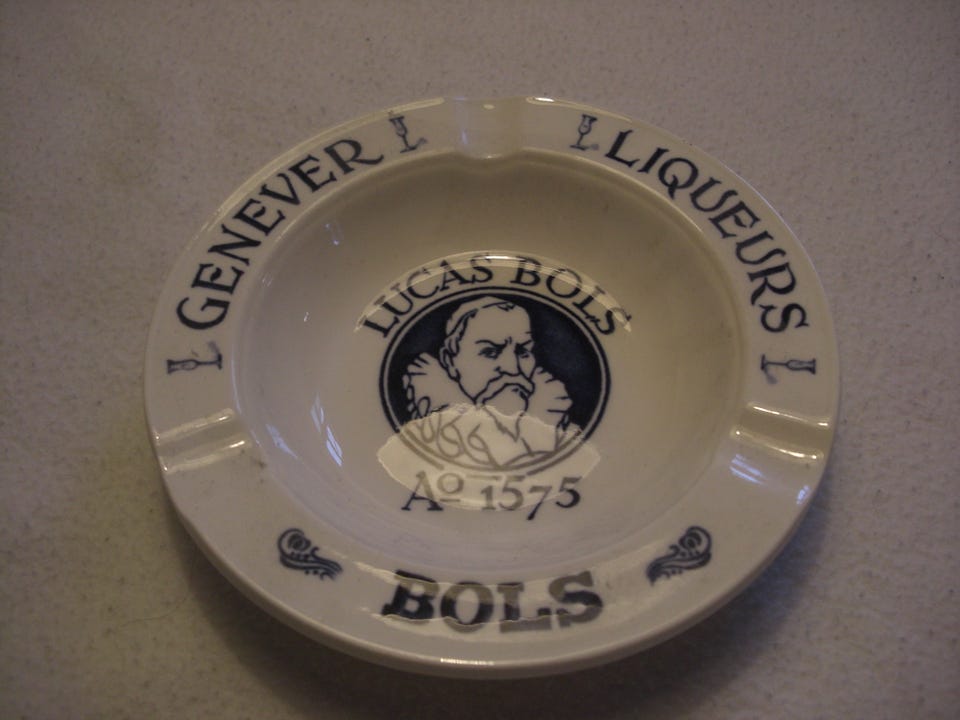 GENEVER
LIQUEURS
LUCAS BOLS
Aº 1575
BOLS